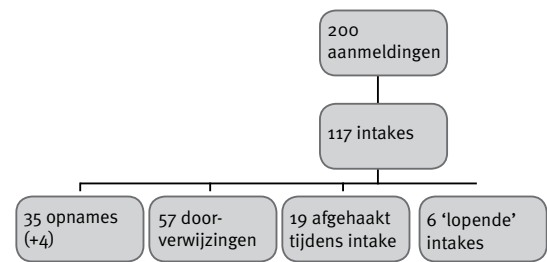 200
aanmeldingen
117 intakes
35 opnames
(+4)
57 door-
verwijzingen
19 afgehaakt
tijdens intake
6 ‘lopende’
intakes